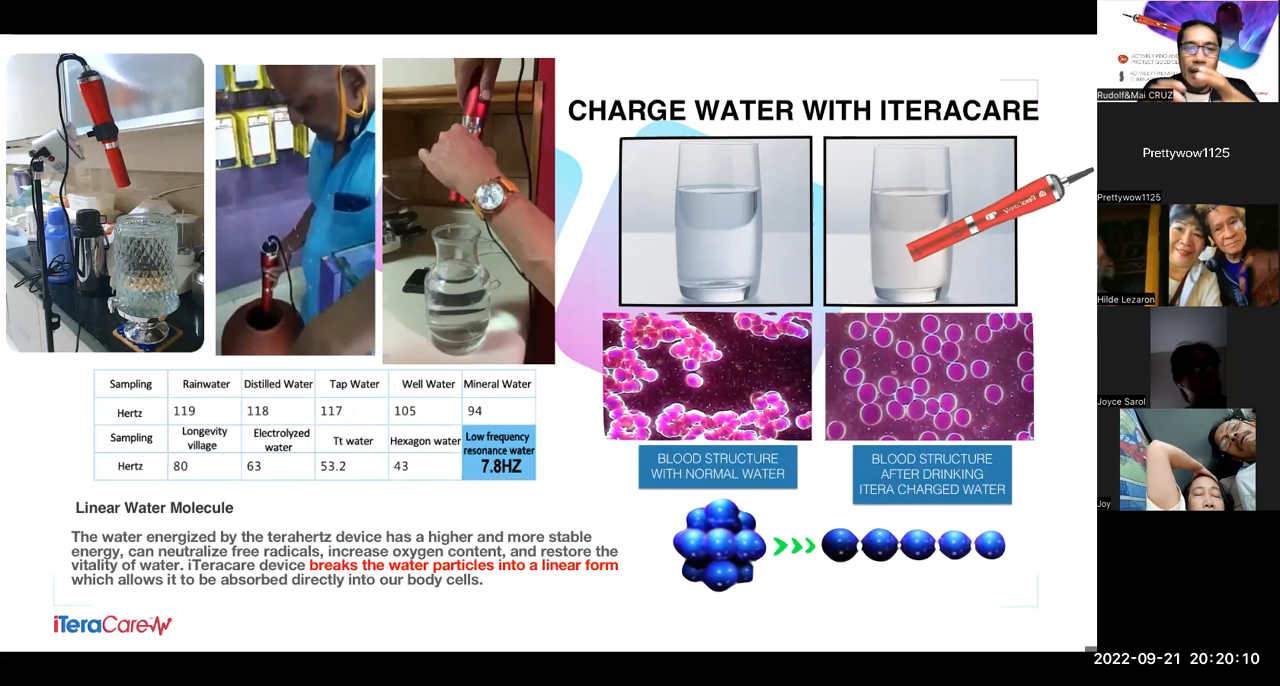 CHARGE WATER WITH ITERACARE
Sampling Rainwater Distilled Water Tap Water Well Water Mineral Water
Hertz 119 118 117 105 94
Sampling Longevity village Electrolyzed water Tt water Hexagon water Low frequency resonance water
Hertz 80 63 53.2 43 7.8HZ
BLOOD STRUCTURE
WITH NORMAL WATER
BLOOD STRUCTURE
AFTER DRINKING
ITERA CHARGED WATER
Linear Water Molecule
The water energized by the terahertz device has a higher and more stable
energy, can neutralize free radicals, increase oxygen content, and restore the
vitality of water. iTeracare device breaks the water particles into a linear form
which allows it to be absorbed directly into our body cells.
iTeraCare
Rudolf&Mai CRUZ
Prettywow1125
Prettywow1125
Hilde Lezaron
Joyce Sarol
Joy
2022-09-21 20:20:10